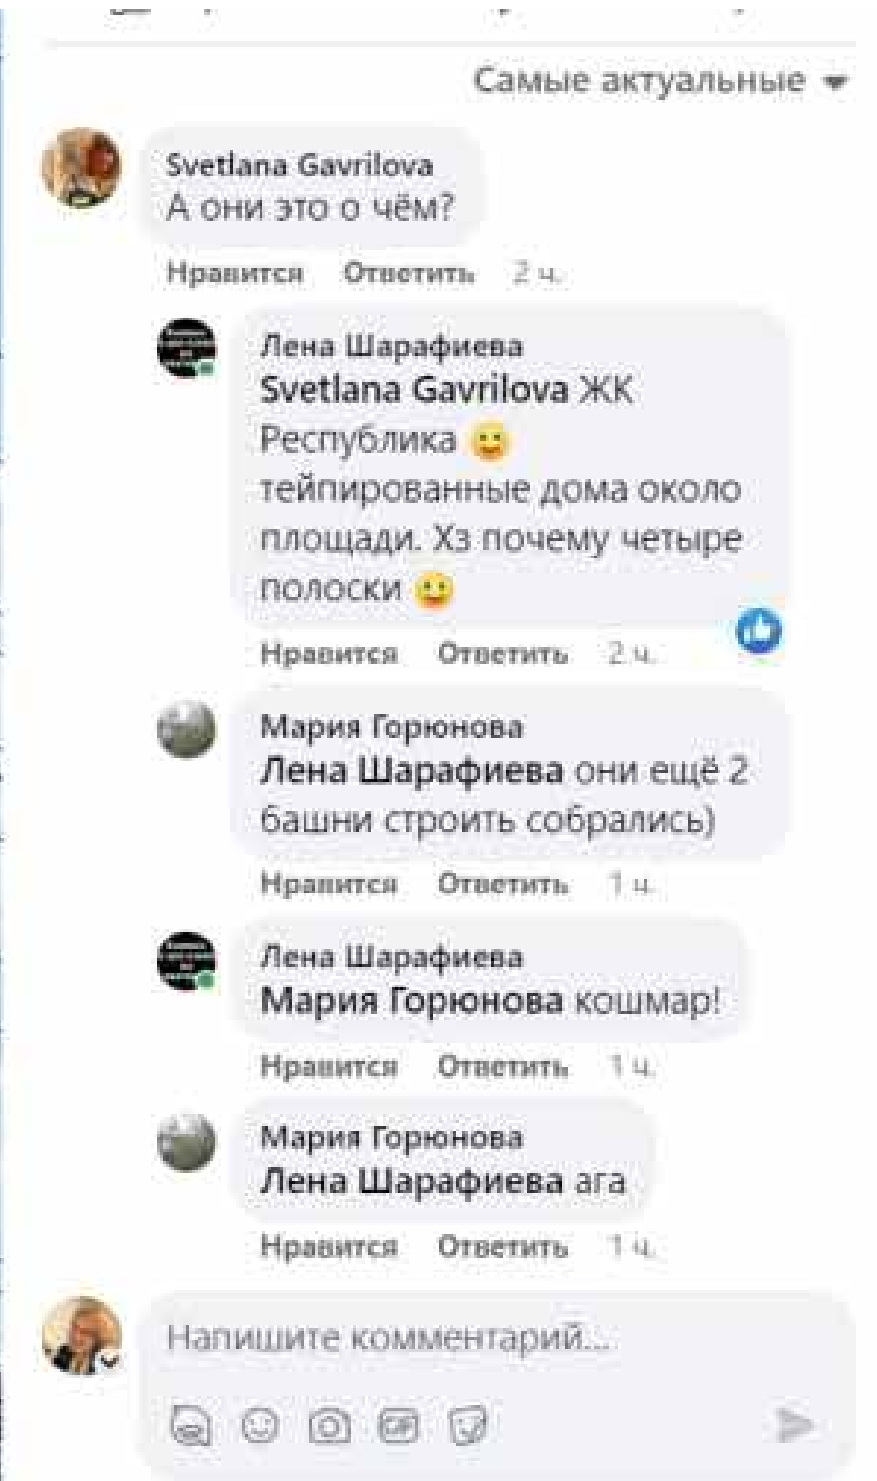 Самые актуальные
Svetlana Gavrilova
А они это о чём?
Нравится Ответить 2 ч.
Лена Шарафиева
Svetlana Gavrilova ЖК
Республика
тейпированные дома около
площади. Хз почему четыре
полоски
Нравится Ответить 2 ч.
Мария Горюнова
Лена Шарафиева они ещё 2
башни строить собрались)
Нравится Ответить 1 ч.
Лена Шарафиева
Мария Горюнова кошмар!
Нравится Ответить 1 ч.
Мария Горюнова
Лена Шарафиева ага
Нравится Ответить 1 ч.
Напишите комментарий...
GIF